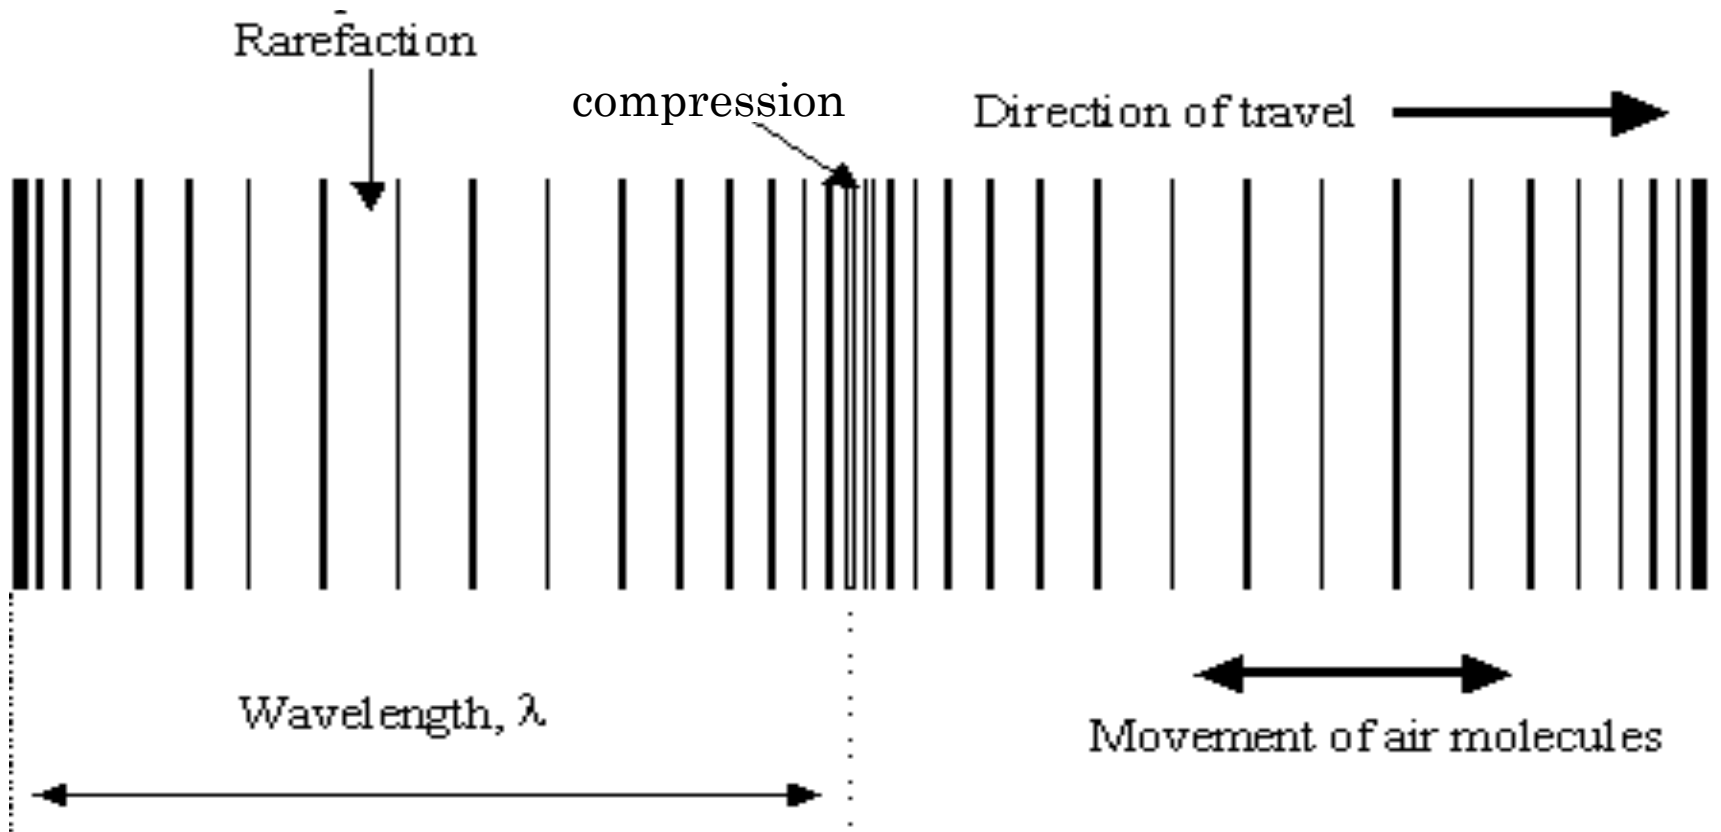 Rarefaction
compression
Direction of travel
Wavelength, λ
Movement of air molecules